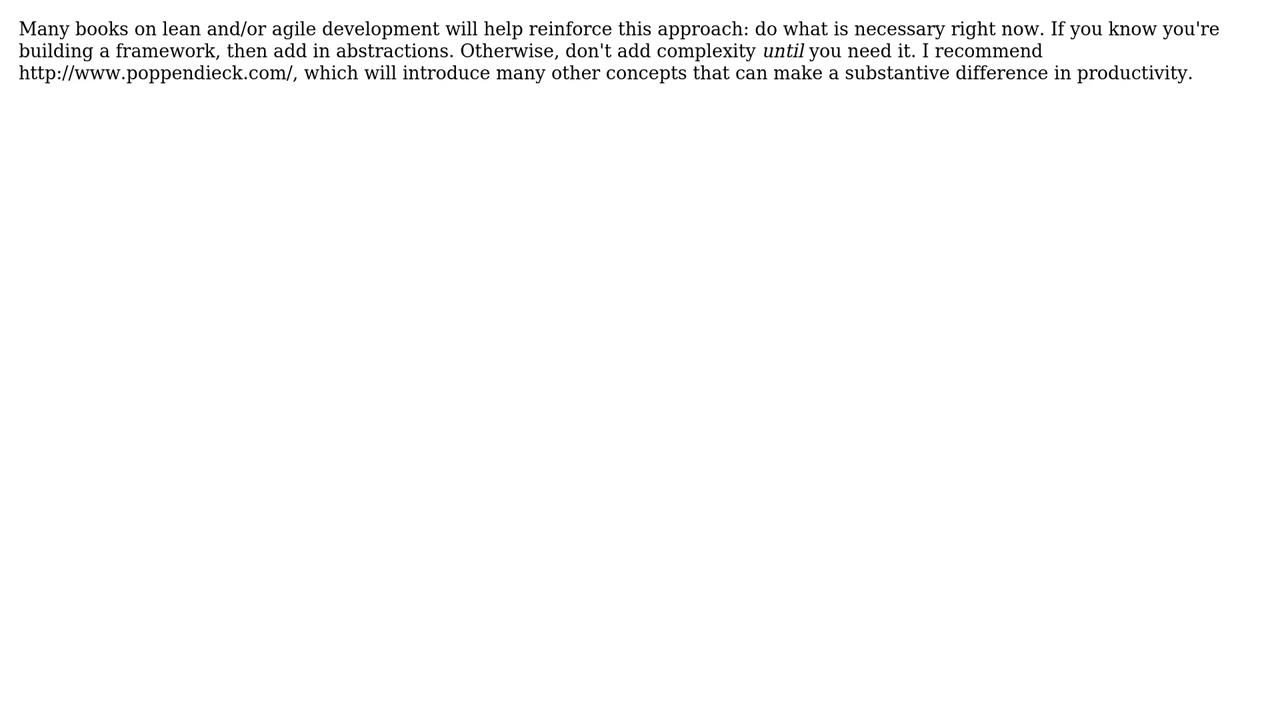 Many books on lean and/or agile development will help reinforce this approach: do what is necessary right now. If you know you're
building a framework, then add in abstractions. Otherwise, don't add complexity until you need it. I recommend
http://www.poppendieck.com/, which will introduce many other concepts that can make a substantive difference in productivity.